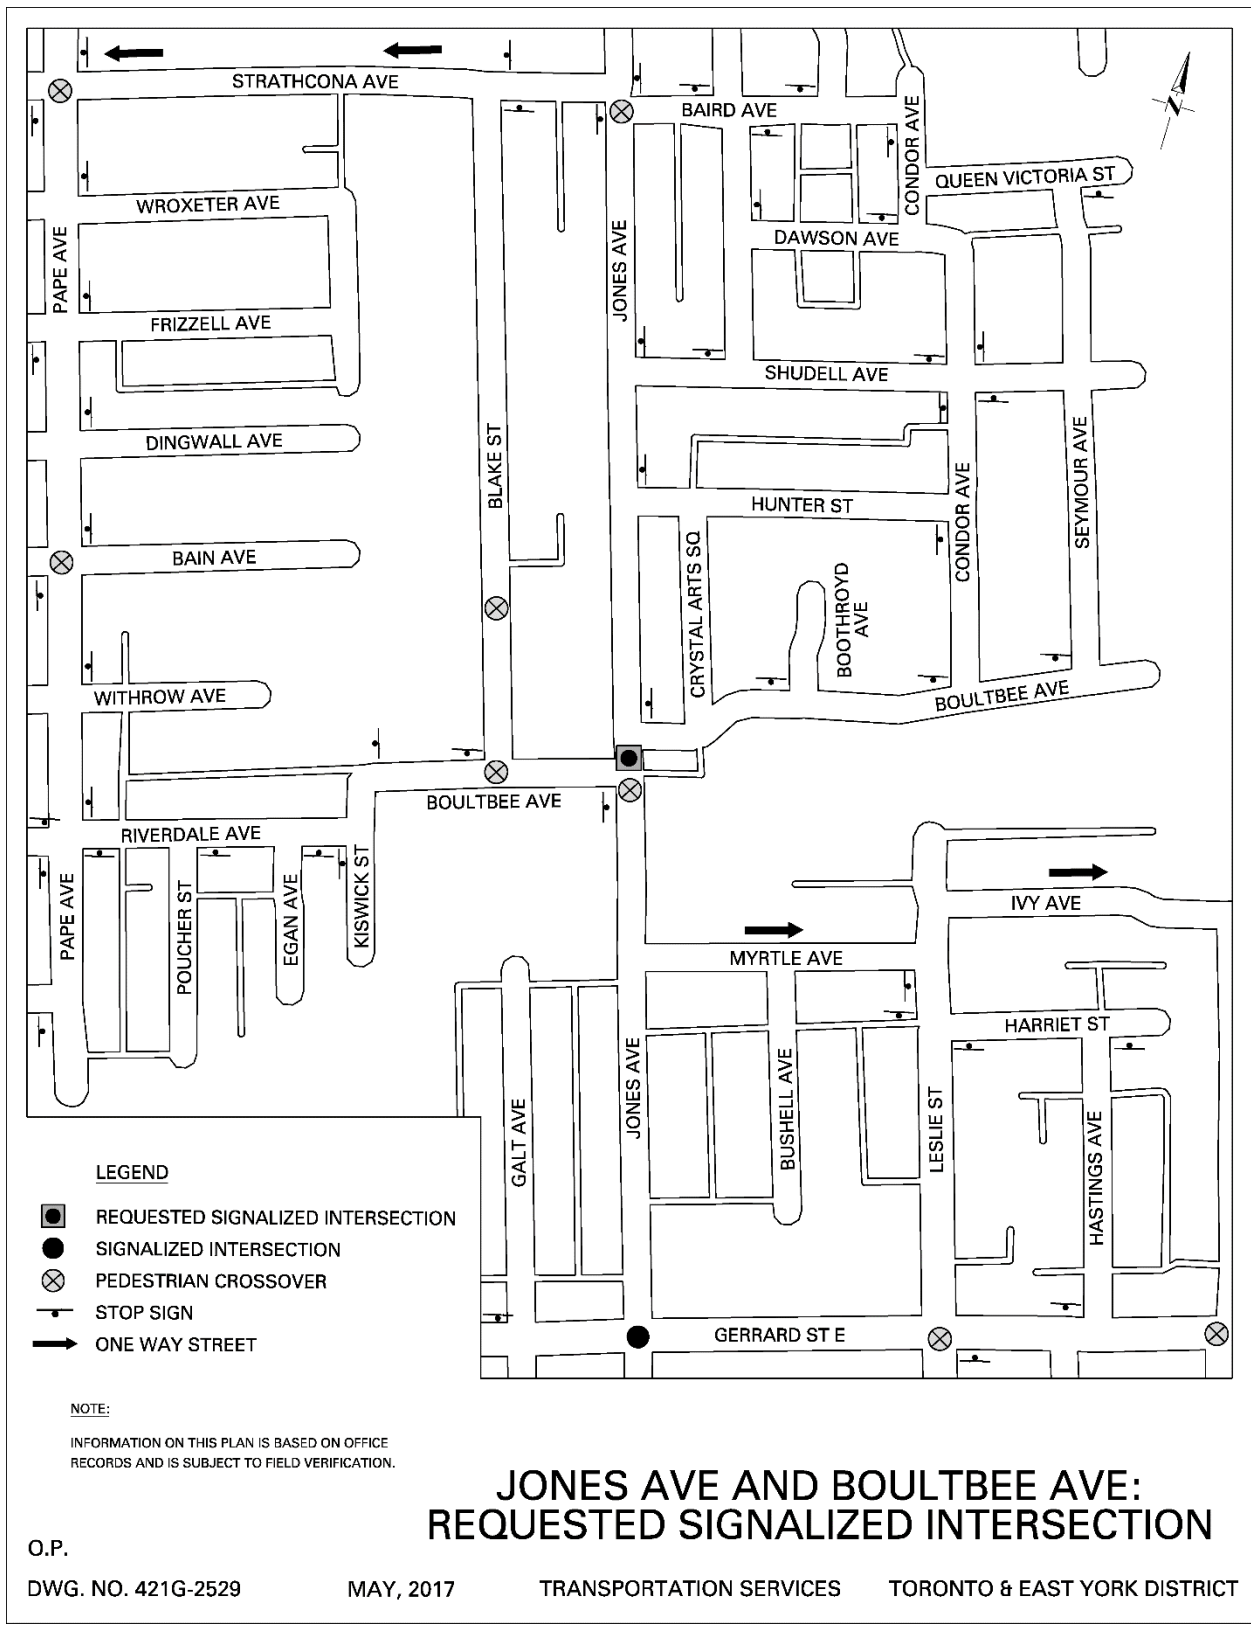 STRATHCONA AVE
BAIRD AVE
CONDOR AVE
N
QUEEN VICTORIA ST
WROXETER AVE
PAPE AVE
JONES AVE
DAWSON AVE
FRIZZELL AVE
SHUDELL AVE
DINGWALL AVE
BLAKE ST
SEYMOUR AVE
HUNTER ST
CONDOR AVE
BAIN AVE
CRYSTAL ARTS SQ
BOOTHROYD
AVE
WITHROW AVE
BOULTBEE AVE
BOULTBEE AVE
RIVERDALE AVE
KISWICK ST
PAPE AVE
POUCHER ST
EGAN AVE
IVY AVE
MYRTLE AVE
HARRIET ST
JONES AVE
GALT AVE
BUSHELL AVE
LESLIE ST
HASTINGS AVE
GERRARD ST E
LEGEND
REQUESTED SIGNALIZED INTERSECTION
SIGNALIZED INTERSECTION
PEDESTRIAN CROSSOVER
STOP SIGN
ONE WAY STREET
NOTE:
INFORMATION ON THIS PLAN IS BASED ON OFFICE
RECORDS AND IS SUBJECT TO FIELD VERIFICATION.
JONES AVE AND BOULTBEE AVE:
REQUESTED SIGNALIZED INTERSECTION
O.P.
DWG. NO. 421G-2529 MAY, 2017 TRANSPORTATION SERVICES TORONTO & EAST YORK DISTRICT